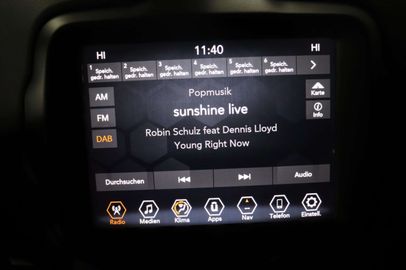 HI 11:40 HI
1 Speich. gedr. halten 2 Speich. gedr. halten 3 Speich. gedr. halten 4 Speich. gedr. halten 5 Speich. gedr. halten 6 Speich. gedr. halten
AM
FM
DAB
Popmusik
sunshine live
Robin Schulz feat Dennis Lloyd
Young Right Now
Karte
Info
Durchsuchen Audio
Radio Medien Klima Apps Nav Telefon Einstell.